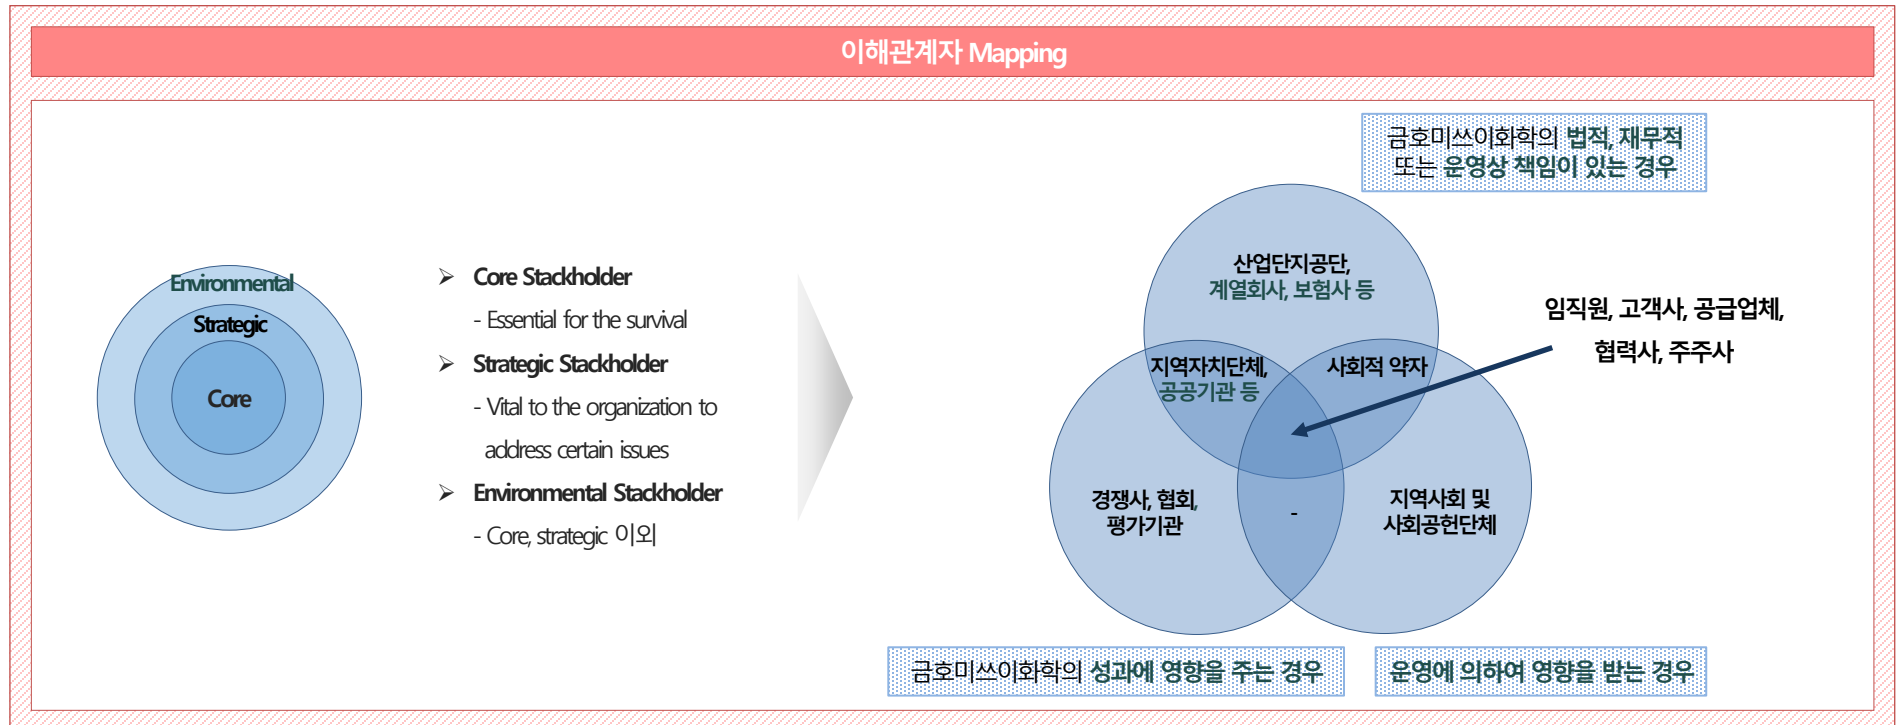 이해관계자 Mapping
Environmental
Strategic
Core
➢ Core Stackholder
- Essential for the survival
➢ Strategic Stackholder
- Vital to the organization to
address certain issues
➢ Environmental Stackholder
- Core, strategic 이외
금호미쓰이화학의 법적, 재무적
또는 운영상 책임이 있는 경우
산업단지공단,
계열회사, 보험사 등
임직원, 고객사, 공급업체,
협력사, 주주사
지역자치단체,
공공기관 등
사회적 약자
경쟁사, 협회,
평가기관
-
지역사회 및
사회공헌단체
금호미쓰이화학의 성과에 영향을 주는 경우
운영에 의하여 영향을 받는 경우